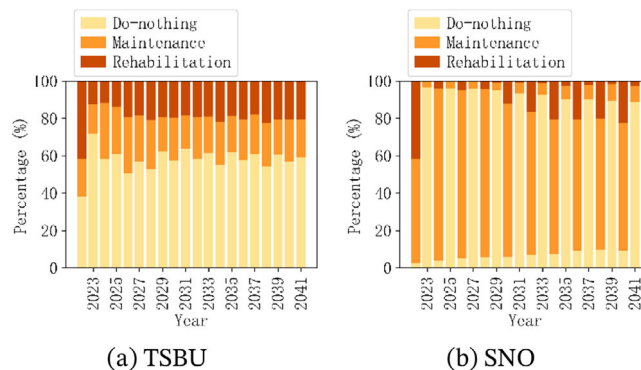 Do-nothing
Maintenance
Rehabilitation
Percentage (%)
100
80
60
40
20
0
2023
2025
2027
2029
2031
2033
2035
2037
2039
2041
Year
(a) TSBU
Do-nothing
Maintenance
Rehabilitation
Percentage (%)
100
80
60
40
20
0
2023
2025
2027
2029
2031
2033
2035
2037
2039
2041
Year
(b) SNO